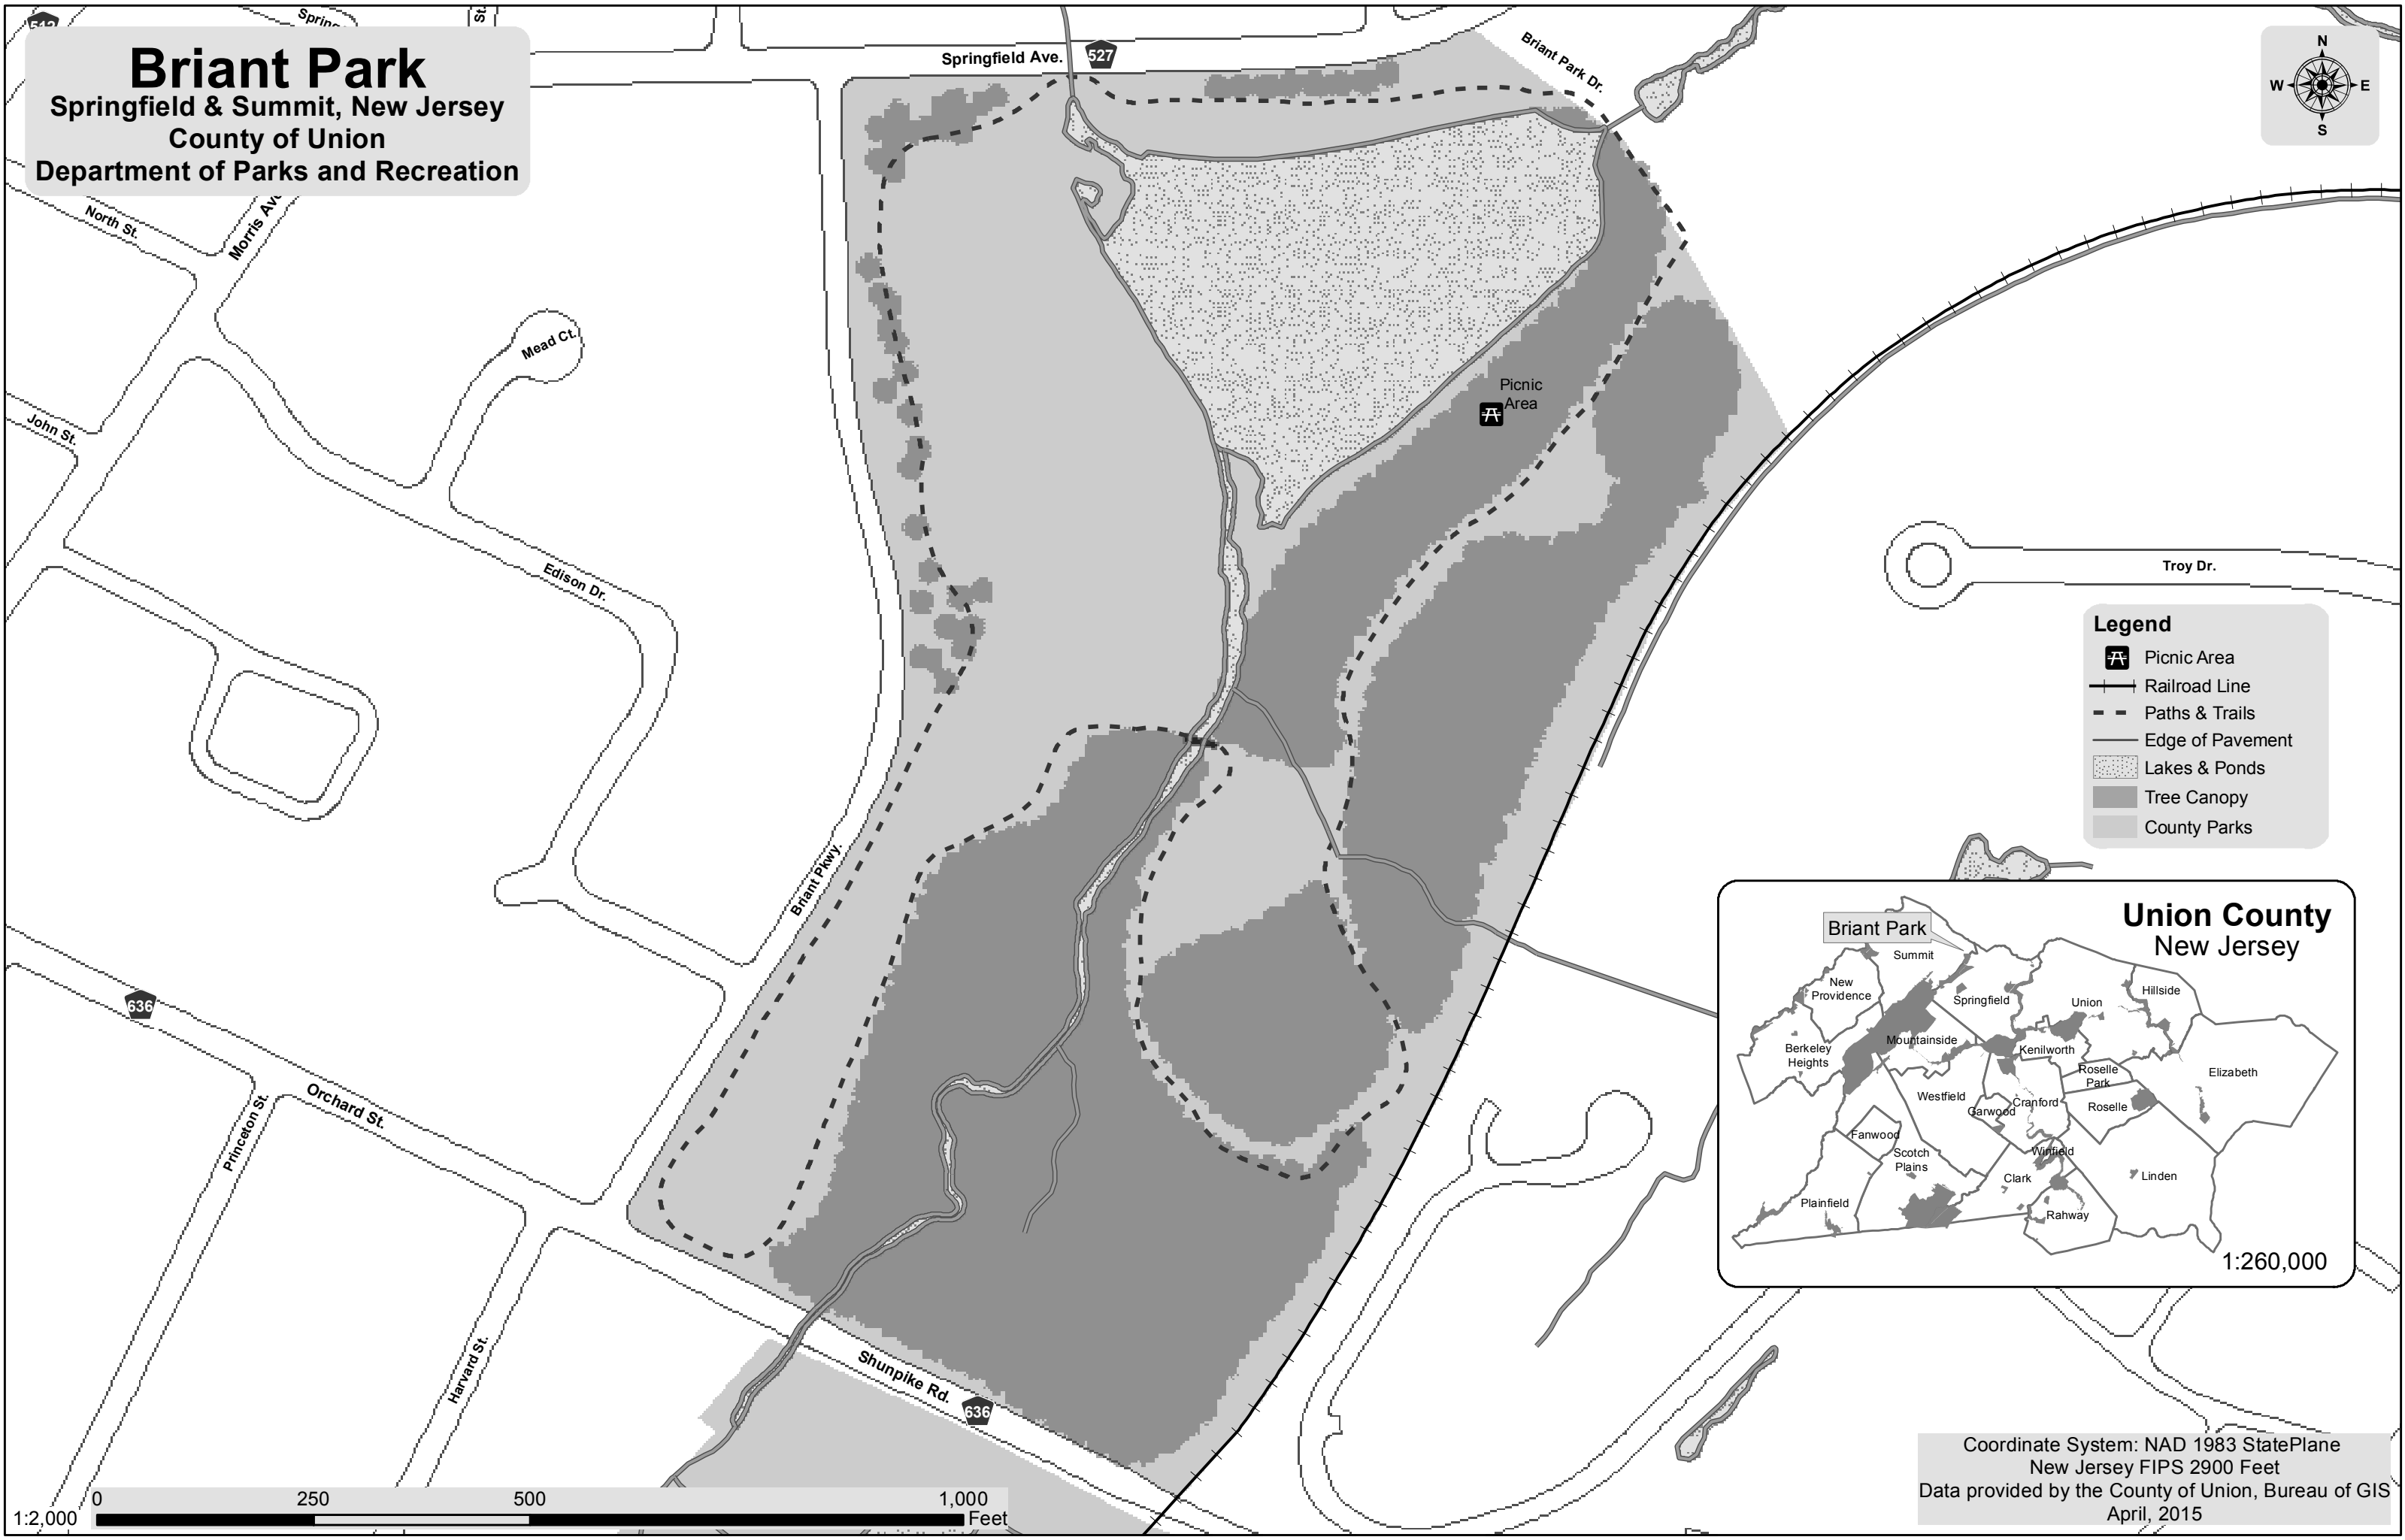 Briant Park
Springfield & Summit, New Jersey
County of Union
Department of Parks and Recreation
St.
Springfield Ave.
527
Briant Park Dr.
N
W
E
S
North St.
Morris Ave
Mead Ct.
John St.
Edison Dr.
Picnic
Area
Troy Dr.
Legend
Picnic Area
Railroad Line
Paths & Trails
Edge of Pavement
Lakes & Ponds
Tree Canopy
County Parks
Briant Pkwy.
636
Orchard St.
Princeton St.
Harvard St.
Shunpike Rd.
636
Union County
New Jersey
Briant Park
Summit
New
Providence
Springfield
Union
Hillside
Berkeley
Heights
Mountainside
Kenilworth
Roselle
Park
Elizabeth
Westfield
Garwood
Cranford
Roselle
Fanwood
Scotch
Plains
Winfield
Clark
Linden
Plainfield
Rahway
1:260,000
Coordinate System: NAD 1983 StatePlane
New Jersey FIPS 2900 Feet
Data provided by the County of Union, Bureau of GIS
April, 2015
0
250
500
1,000
1:2,000
Feet